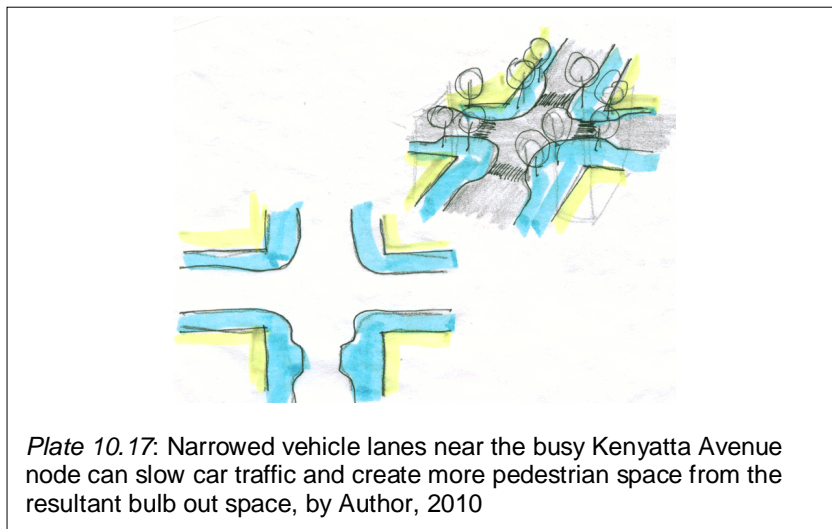 Plate 10.17: Narrowed vehicle lanes near the busy Kenyatta Avenue
node can slow car traffic and create more pedestrian space from the
resultant bulb out space, by Author, 2010